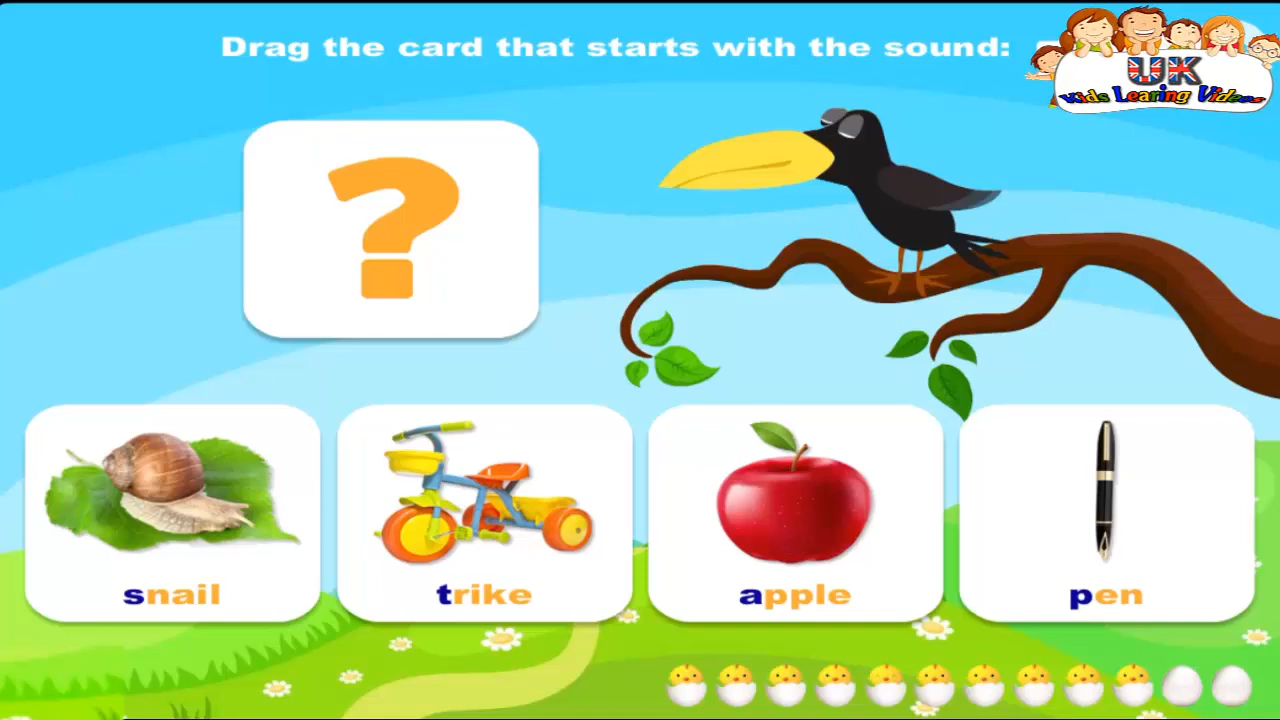 Drag the card that starts with the sound:
UK
Kids Learing Videos
?
snail
trike
apple
pen